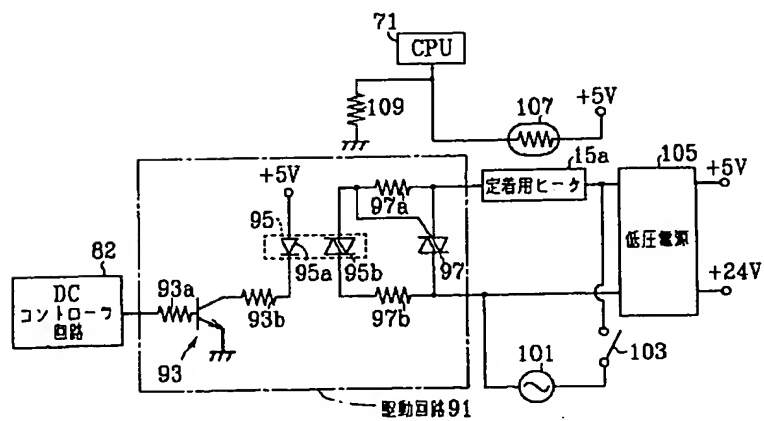 71
CPU
109
107
+5V
15a
105
+5V
+5V
定着用ヒータ
97a
95
82
95a
95b
97
低圧電源
DC
コントローラ
回路
93a
93b
97b
+24V
93
101
103
駆動回路91